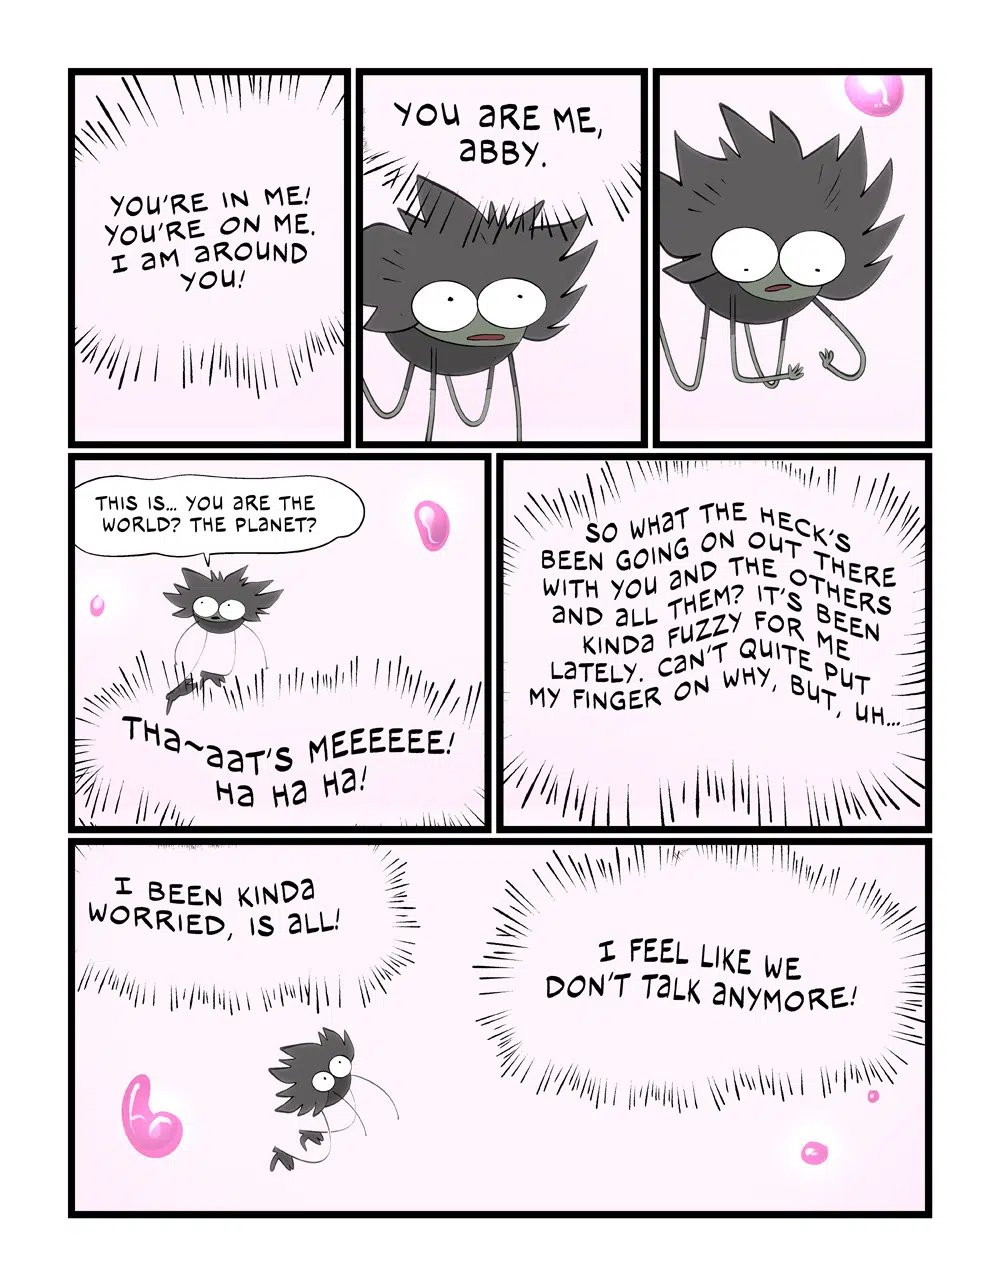 YOU'RE IN ME!
YOU'RE ON ME.
I AM AROUND
YOU!
YOU ARE ME,
ABBY.
THIS IS... YOU ARE THE
WORLD? THE PLANET?
THA~AAT'S MEEEEEE!
HA HA HA!
SO WHAT THE HECK'S
BEEN GOING ON OUT THERE
WITH YOU AND THE OTHERS
AND ALL THEM? IT'S BEEN
KINDA FUZZY FOR ME
LATELY. CAN'T QUITE PUT
MY FINGER ON WHY, BUT, UH...
I BEEN KINDA
WORRIED, IS ALL!
I FEEL LIKE WE
DON'T TALK ANYMORE!